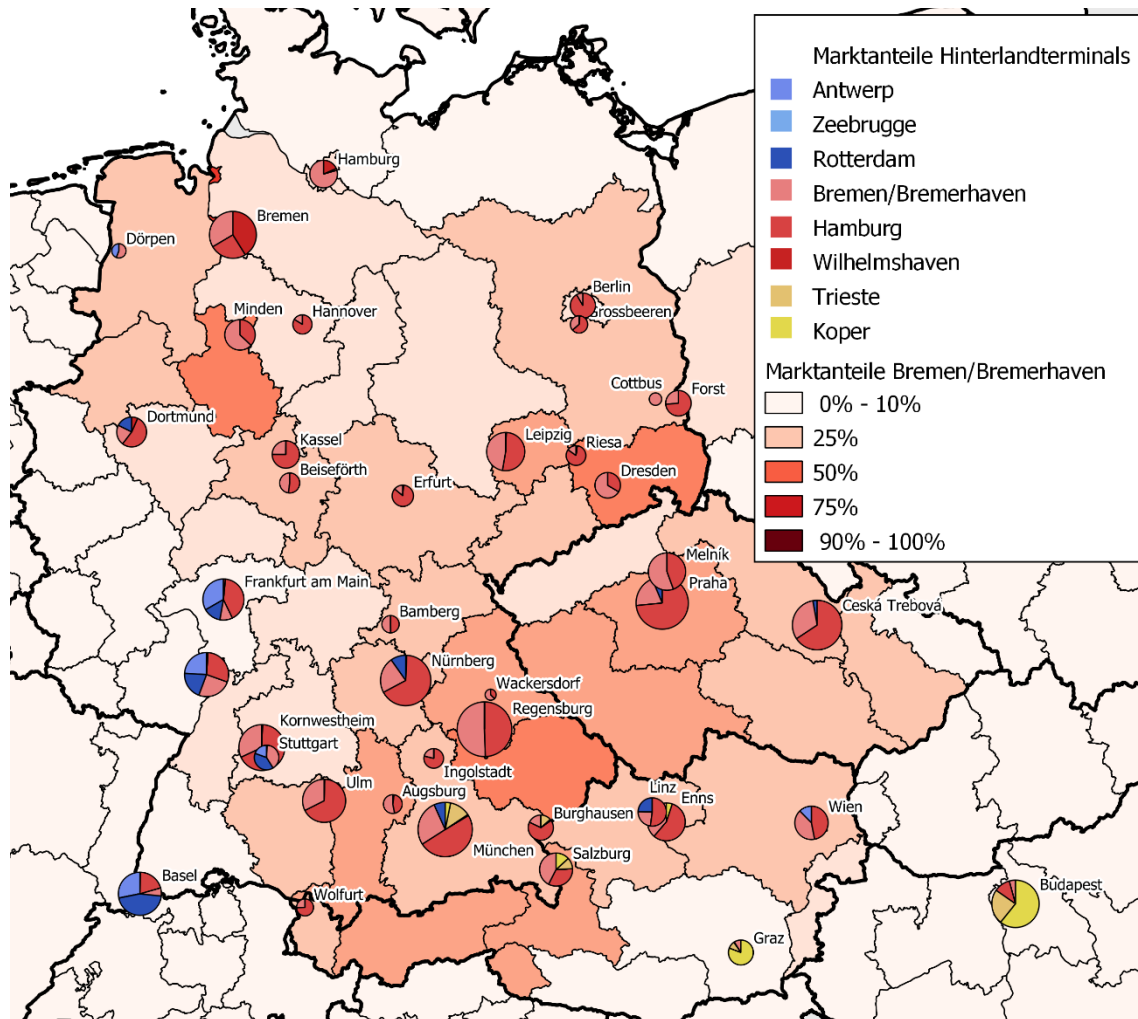 Marktanteile Hinterlandterminals
Antwerp
Zeebrugge
Rotterdam
Bremen/Bremerhaven
Hamburg
Wilhelmshaven
Trieste
Koper
Marktanteile Bremen/Bremerhaven
0% - 10%
25%
50%
75%
90% - 100%
Hamburg
Bremen
Dörpen
Berlin
Grossbeeren
Minden
Hannover
Cottbus
Forst
Dortmund
Kassel
Leipzig
Riesa
Beiseförth
Erfurt
Dresden
Melník
Praha
Frankfurt am Main
Bamberg
Ceská Trebová
Nürnberg
Wackersdorf
Regensburg
Kornwestheim
Stuttgart
Ingolstadt
Ulm
Augsburg
Linz
Enns
Wien
Burghausen
München
Salzburg
Basel
Wolfurt
Budapest
Graz